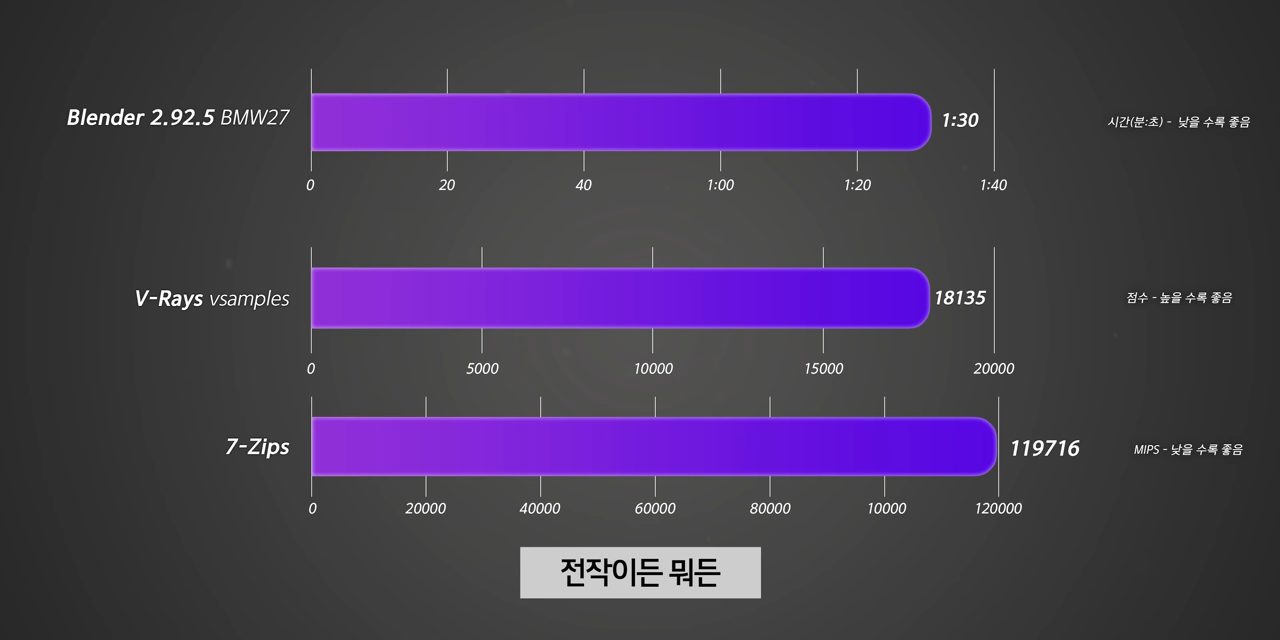 Blender 2.92.5 BMW27
1:30
시간(분:초) - 낮을 수록 좋음
0 20 40 1:00 1:20 1:40
V-Rays vsamples
18135
점수 - 높을 수록 좋음
0 5000 10000 15000 20000
7-Zips
119716
MIPS - 낮을 수록 좋음
0 20000 40000 60000 80000 10000 120000
전작이든 뭐든